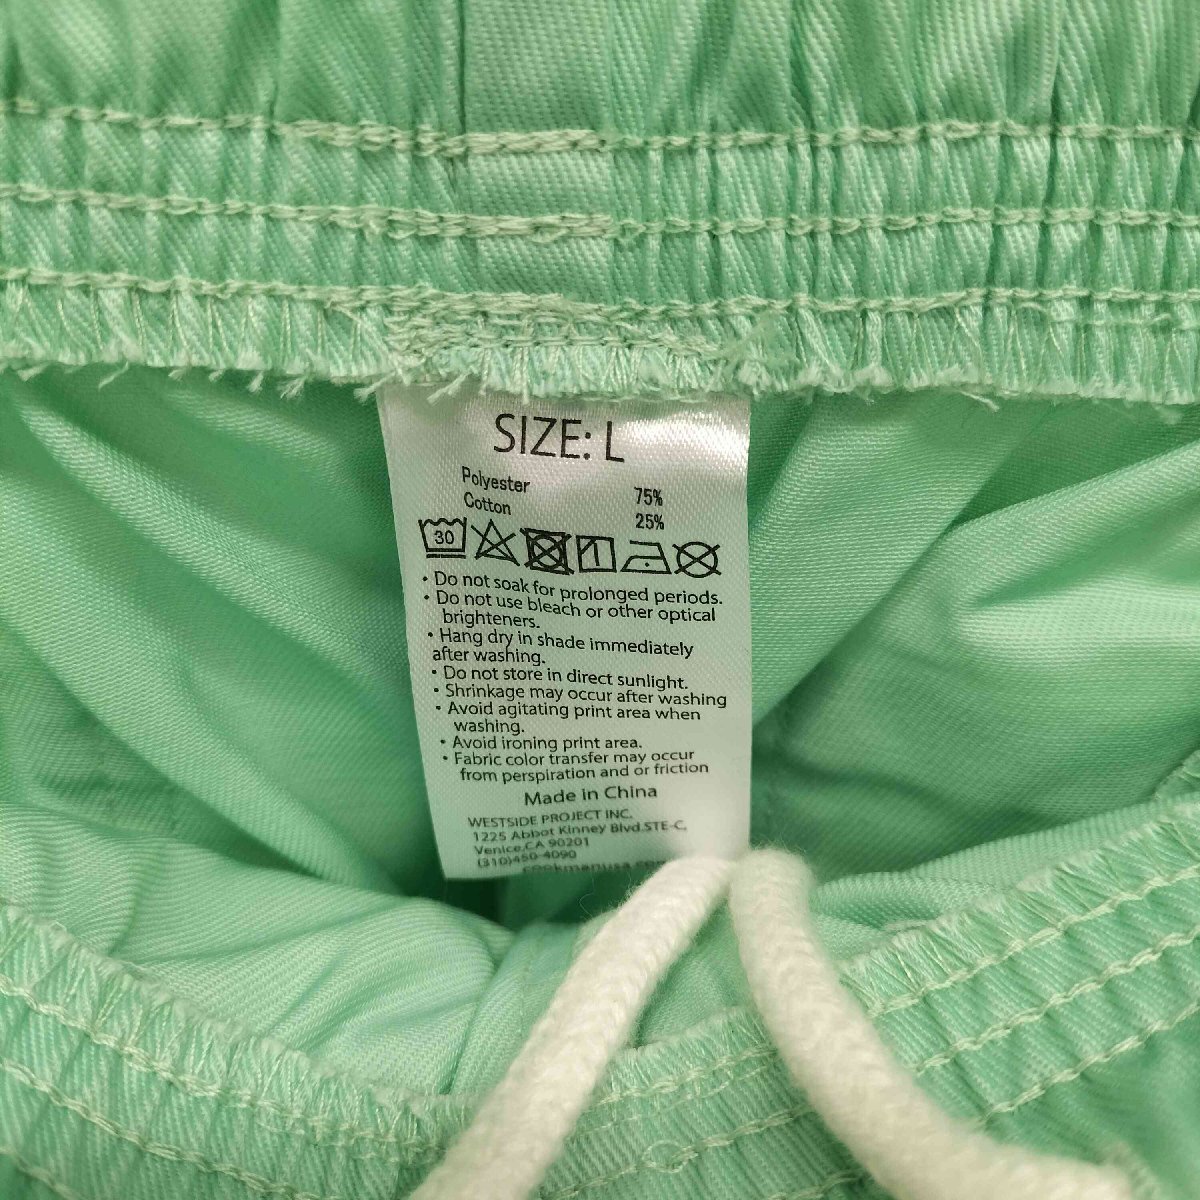 SIZE: L
Polyester 75%
Cotton 25%
30
• Do not soak for prolonged periods.
• Do not use bleach or other optical
brighteners.
• Hang dry in shade immediately
after washing.
• Do not store in direct sunlight.
• Shrinkage may occur after washing
• Avoid agitating print area when
washing.
• Avoid ironing print area.
• Fabric color transfer may occur
from perspiration and or friction
Made in China
WESTSIDE PROJECT INC.
1225 Abbot Kinney Blvd.STE-C,
Venice,CA 90201
(310)450-4090
cookmanusa.com